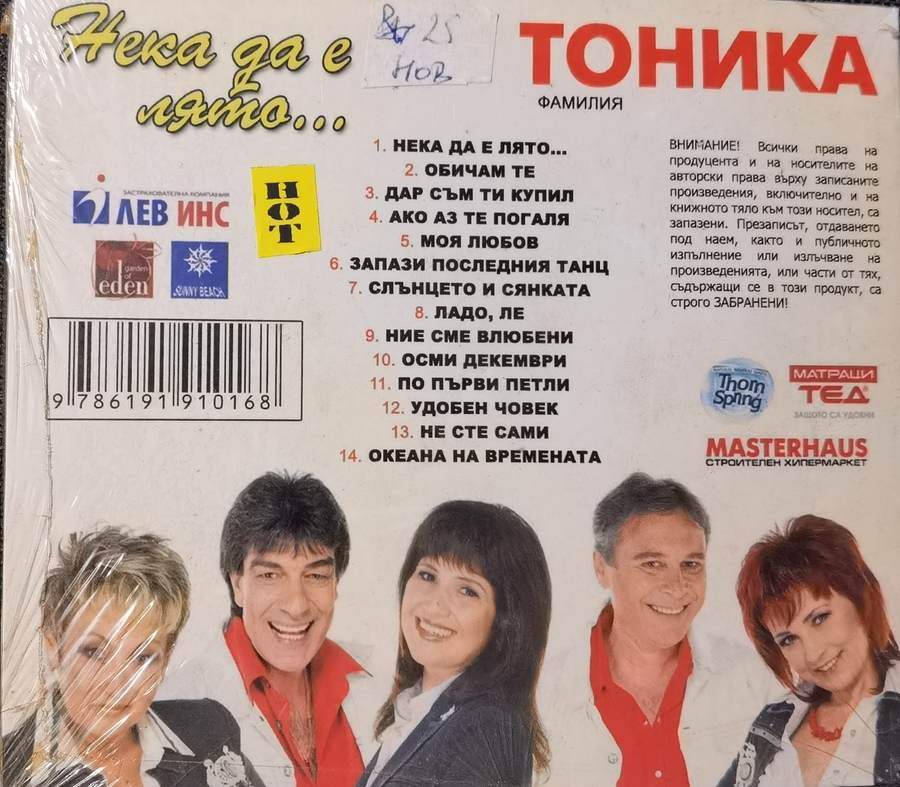 Нека да е
лято...
25
НОВ
ТОНИКА
ФАМИЛИЯ
1. НЕКА ДА Е ЛЯТО...
2. ОБИЧАМ ТЕ
3. ДАР СЪМ ТИ КУПИЛ
4. АКО АЗ ТЕ ПОГАЛЯ
5. МОЯ ЛЮБОВ
6. ЗАПАЗИ ПОСЛЕДНИЯ ТАНЦ
7. СЛЪНЦЕТО И СЯНКАТА
8. ЛАДО, ЛЕ
9. НИЕ СМЕ ВЛЮБЕНИ
10. ОСМИ ДЕКЕМВРИ
11. ПО ПЪРВИ ПЕТЛИ
12. УДОБЕН ЧОВЕК
13. НЕ СТЕ САМИ
14. ОКЕАНА НА ВРЕМЕНАТА
ВНИМАНИЕ! Всички права на
продуцента и на носителите на
авторски права върху записаните
произведения, включително и на
книжното тяло към този носител, са
запазени. Презаписът, отдаването
под наем, както и публичното
изпълнение или излъчване на
произведенията, или части от тях,
съдържащи се в този продукт, са
строго ЗАБРАНЕНИ!
ЗАСТРАХОВАТЕЛНА КОМПАНИЯ
ЛЕВ ИНС
HOT
garden
of
eden
SUNNY BEACH
9 786191 910168
Thorn
Spring
МАТРАЦИ
ТЕД
ЗАЩОТО СА УДОБНИ
MASTERHAUS
СТРОИТЕЛЕН ХИПЕРМАРКЕТ